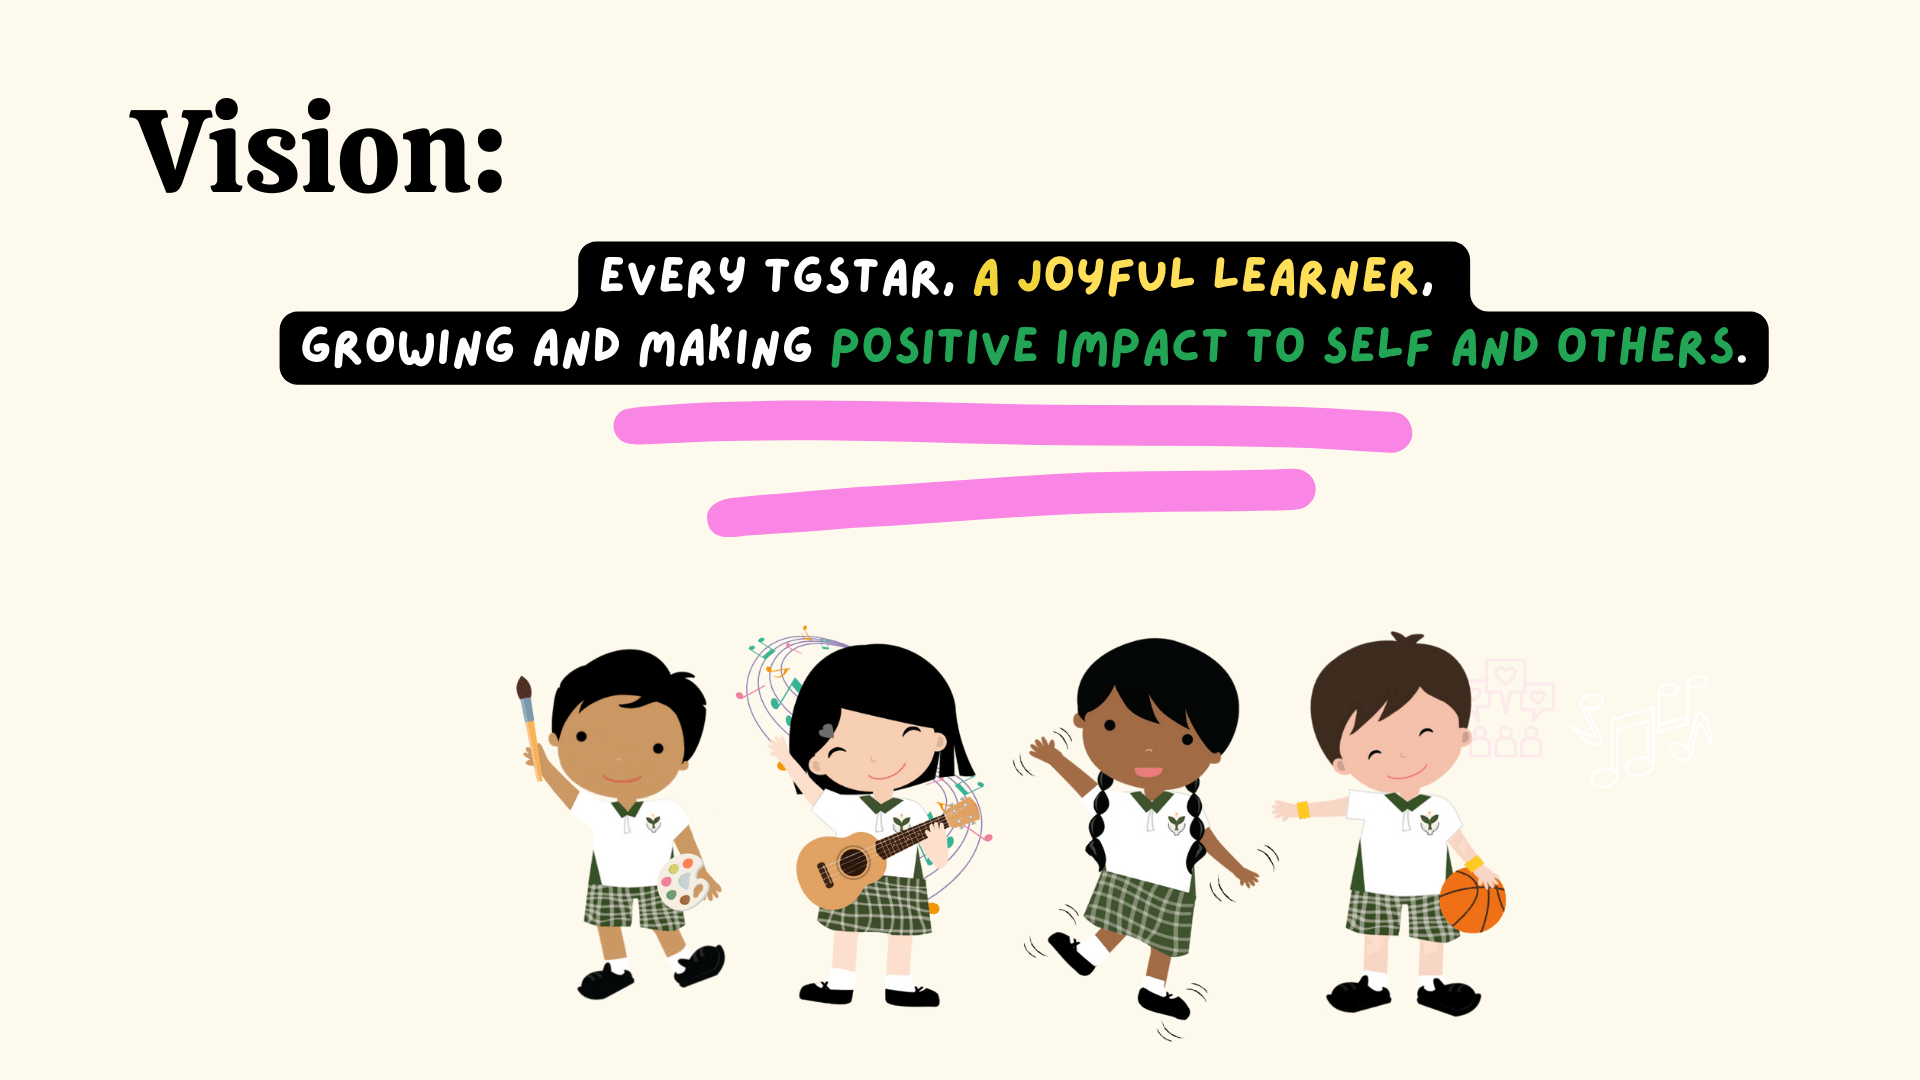 Vision:
EVERY TGSTAR, A JOYFUL LEARNER,
GROWING AND MAKING POSITIVE IMPACT TO SELF AND OTHERS.